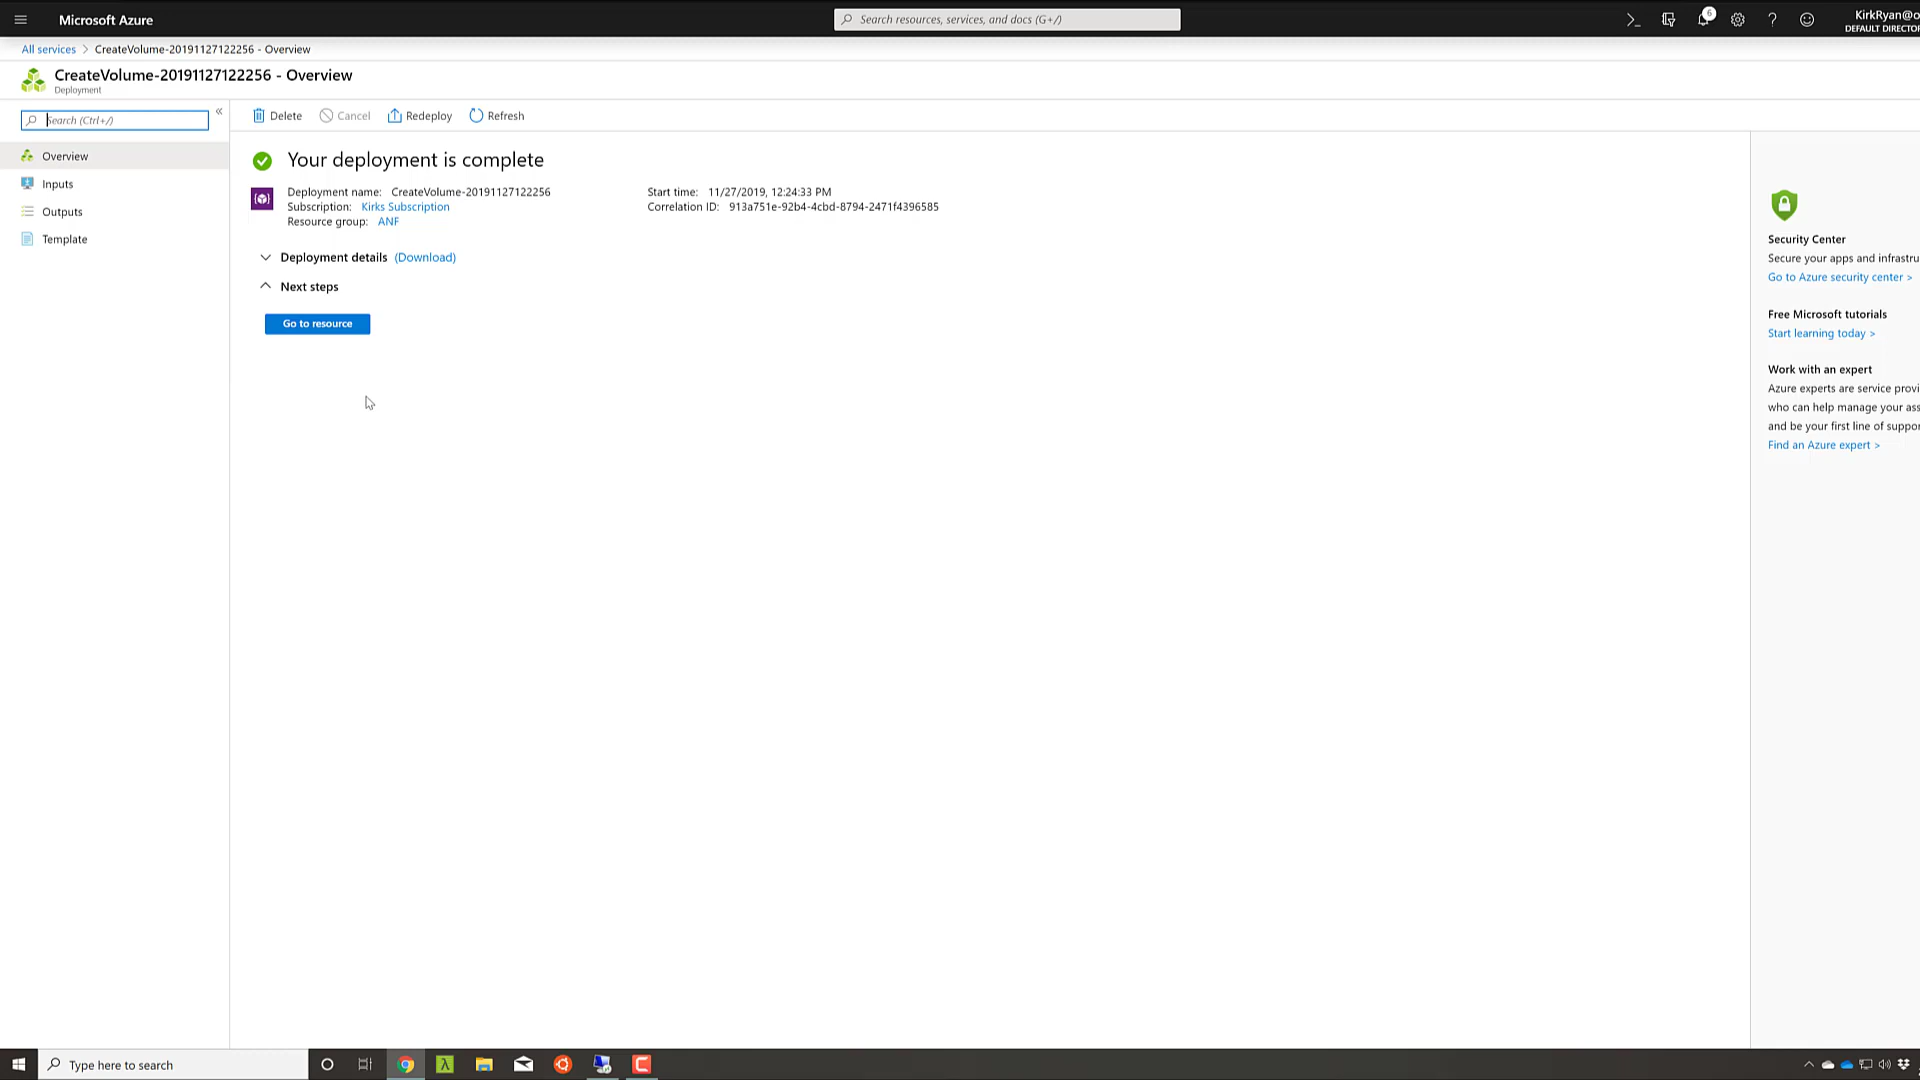 Microsoft Azure
Search resources, services, and docs (G+/)
6
KirkRyan@o
DEFAULT DIRECTOR
All services > CreateVolume-20191127122256 - Overview
CreateVolume-20191127122256 - Overview
Deployment
Search (Ctrl+/)
«
Delete
Cancel
Redeploy
Refresh
Overview
Inputs
Outputs
Template
Your deployment is complete
Deployment name: CreateVolume-20191127122256
Subscription: Kirks Subscription
Resource group: ANF
Start time: 11/27/2019, 12:24:33 PM
Correlation ID: 913a751e-92b4-4cbd-8794-2471f4396585
Deployment details (Download)
Next steps
Go to resource
Security Center
Secure your apps and infrastru
Go to Azure security center >
Free Microsoft tutorials
Start learning today >
Work with an expert
Azure experts are service provi
who can help manage your ass
and be your first line of suppor
Find an Azure expert >
Type here to search